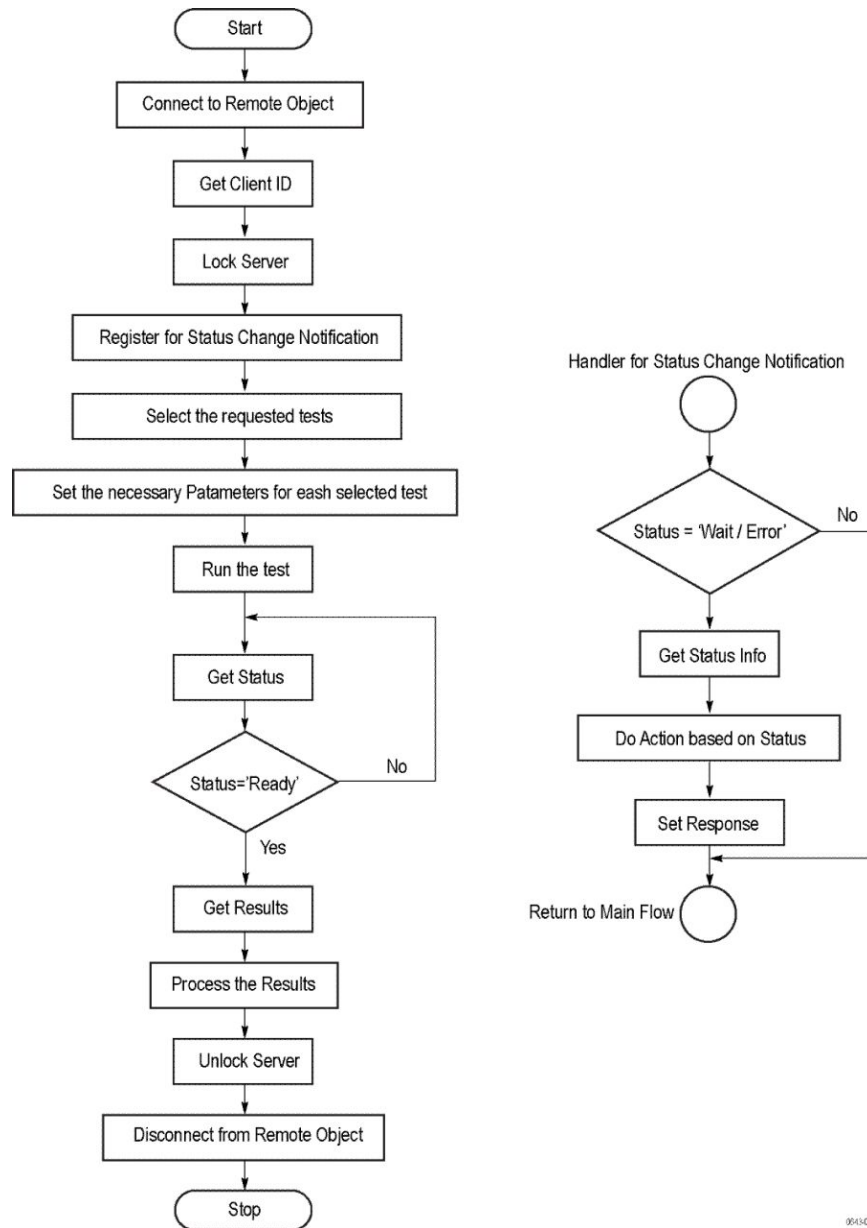 Start
Connect to Remote Object
Get Client ID
Lock Server
Register for Status Change Notification
Select the requested tests
Set the necessary Patameters for eash selected test
Run the test
Get Status
Status='Ready'
No
Yes
Get Results
Process the Results
Unlock Server
Disconnect from Remote Object
Stop
Handler for Status Change Notification
Status = 'Wait / Error'
No
Get Status Info
Do Action based on Status
Set Response
Return to Main Flow